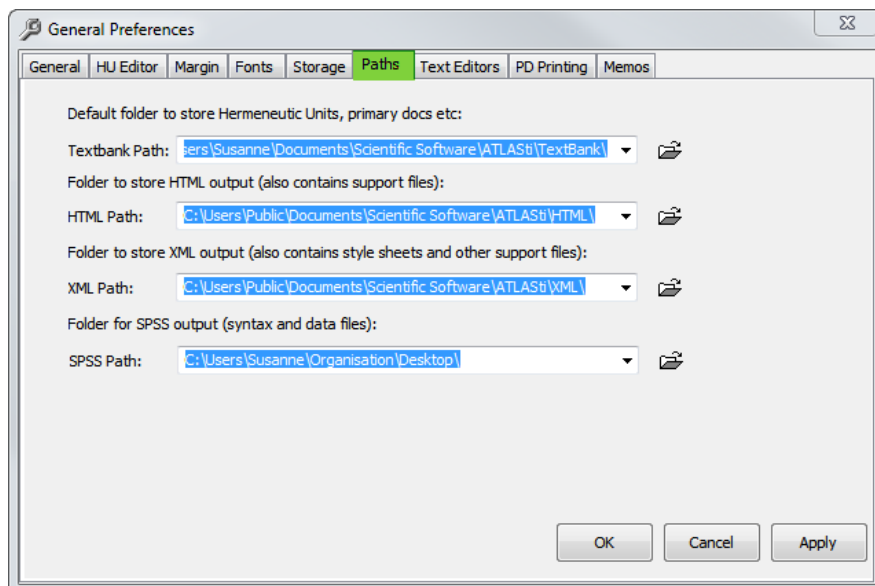 General Preferences
General HU Editor Margin Fonts Storage Paths Text Editors PD Printing Memos
Default folder to store Hermeneutic Units, primary docs etc:
Textbank Path: sers\Susanne\Documents\Scientific Software\ATLASti\TextBank\
Folder to store HTML output (also contains support files):
HTML Path: C:\Users\Public\Documents\Scientific Software\ATLASti\HTML\
Folder to store XML output (also contains style sheets and other support files):
XML Path: C:\Users\Public\Documents\Scientific Software\ATLASti\XML\
Folder for SPSS output (syntax and data files):
SPSS Path: C:\Users\Susanne\Organisation\Desktop\
OK Cancel Apply